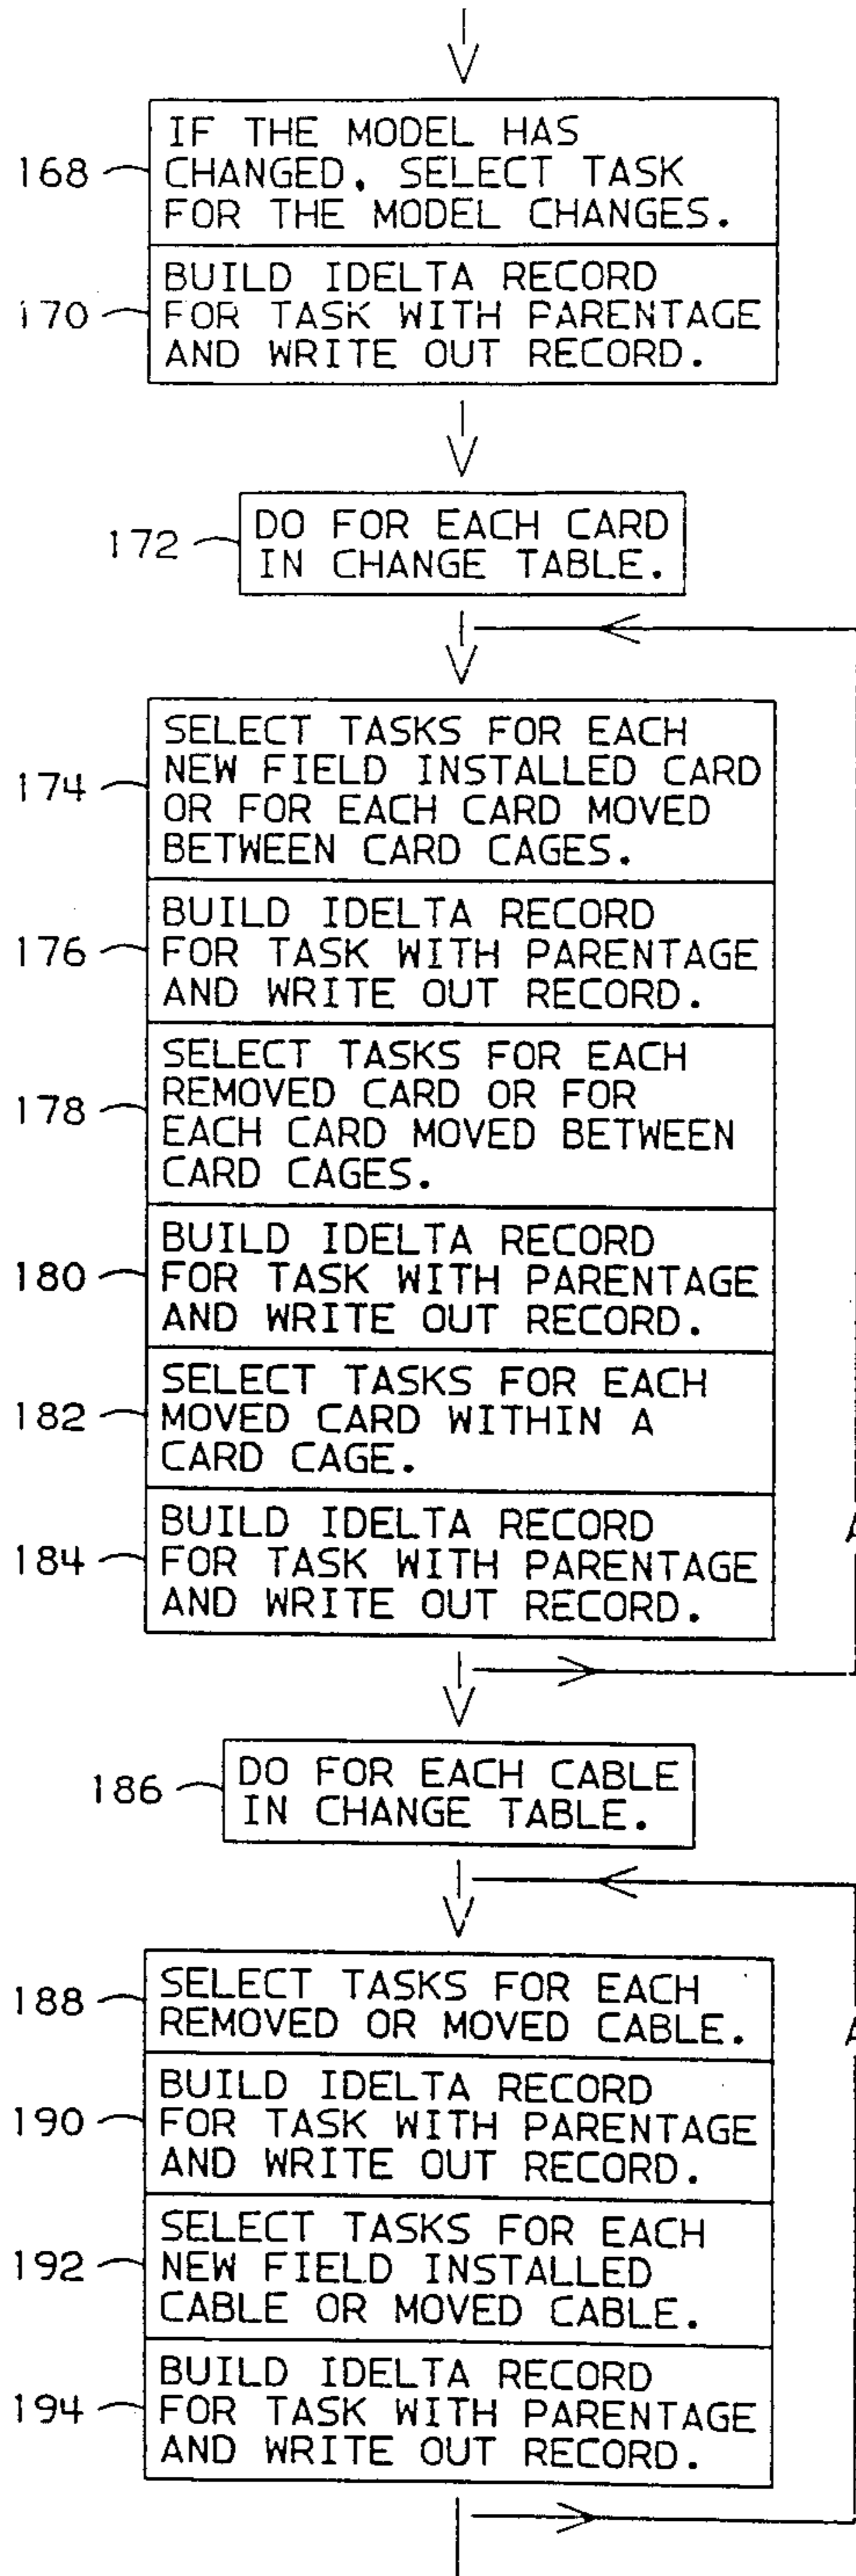 IF THE MODEL HAS
168 CHANGED. SELECT TASK
FOR THE MODEL CHANGES.
BUILD IDELTA RECORD
170 FOR TASK WITH PARENTAGE
AND WRITE OUT RECORD.
172 DO FOR EACH CARD
IN CHANGE TABLE.
SELECT TASKS FOR EACH
174 NEW FIELD INSTALLED CARD
OR FOR EACH CARD MOVED
BETWEEN CARD CAGES.
BUILD IDELTA RECORD
176 FOR TASK WITH PARENTAGE
AND WRITE OUT RECORD.
SELECT TASKS FOR EACH
178 REMOVED CARD OR FOR
EACH CARD MOVED BETWEEN
CARD CAGES.
BUILD IDELTA RECORD
180 FOR TASK WITH PARENTAGE
AND WRITE OUT RECORD.
SELECT TASKS FOR EACH
182 MOVED CARD WITHIN A
CARD CAGE.
BUILD IDELTA RECORD
184 FOR TASK WITH PARENTAGE
AND WRITE OUT RECORD.
186 DO FOR EACH CABLE
IN CHANGE TABLE.
188 SELECT TASKS FOR EACH
REMOVED OR MOVED CABLE.
BUILD IDELTA RECORD
190 FOR TASK WITH PARENTAGE
AND WRITE OUT RECORD.
SELECT TASKS FOR EACH
192 NEW FIELD INSTALLED
CABLE OR MOVED CABLE.
BUILD IDELTA RECORD
194 FOR TASK WITH PARENTAGE
AND WRITE OUT RECORD.